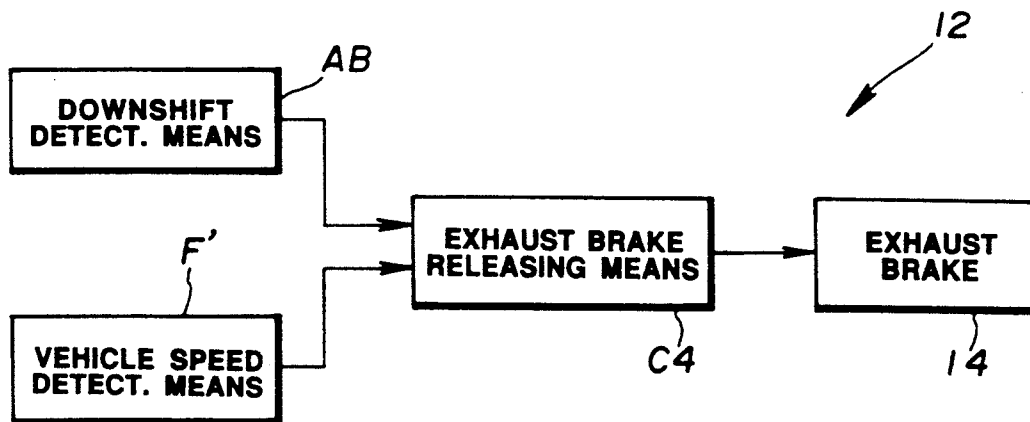 12
AB
DOWNSHIFT
DETECT. MEANS
F'
VEHICLE SPEED
DETECT. MEANS
EXHAUST BRAKE
RELEASING MEANS
C4
EXHAUST
BRAKE
14